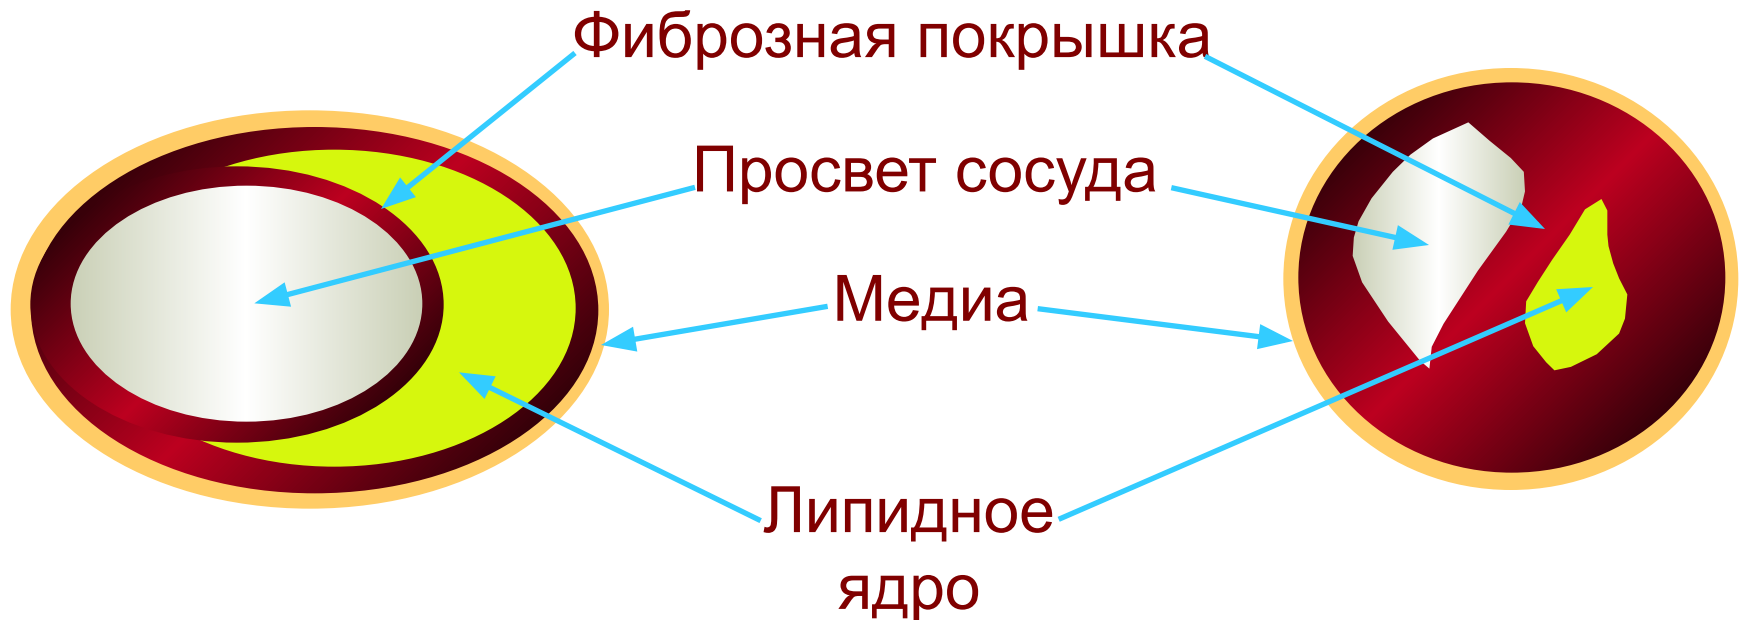 Фиброзная покрышка
Просвет сосуда
Медиа
Липидное
ядро